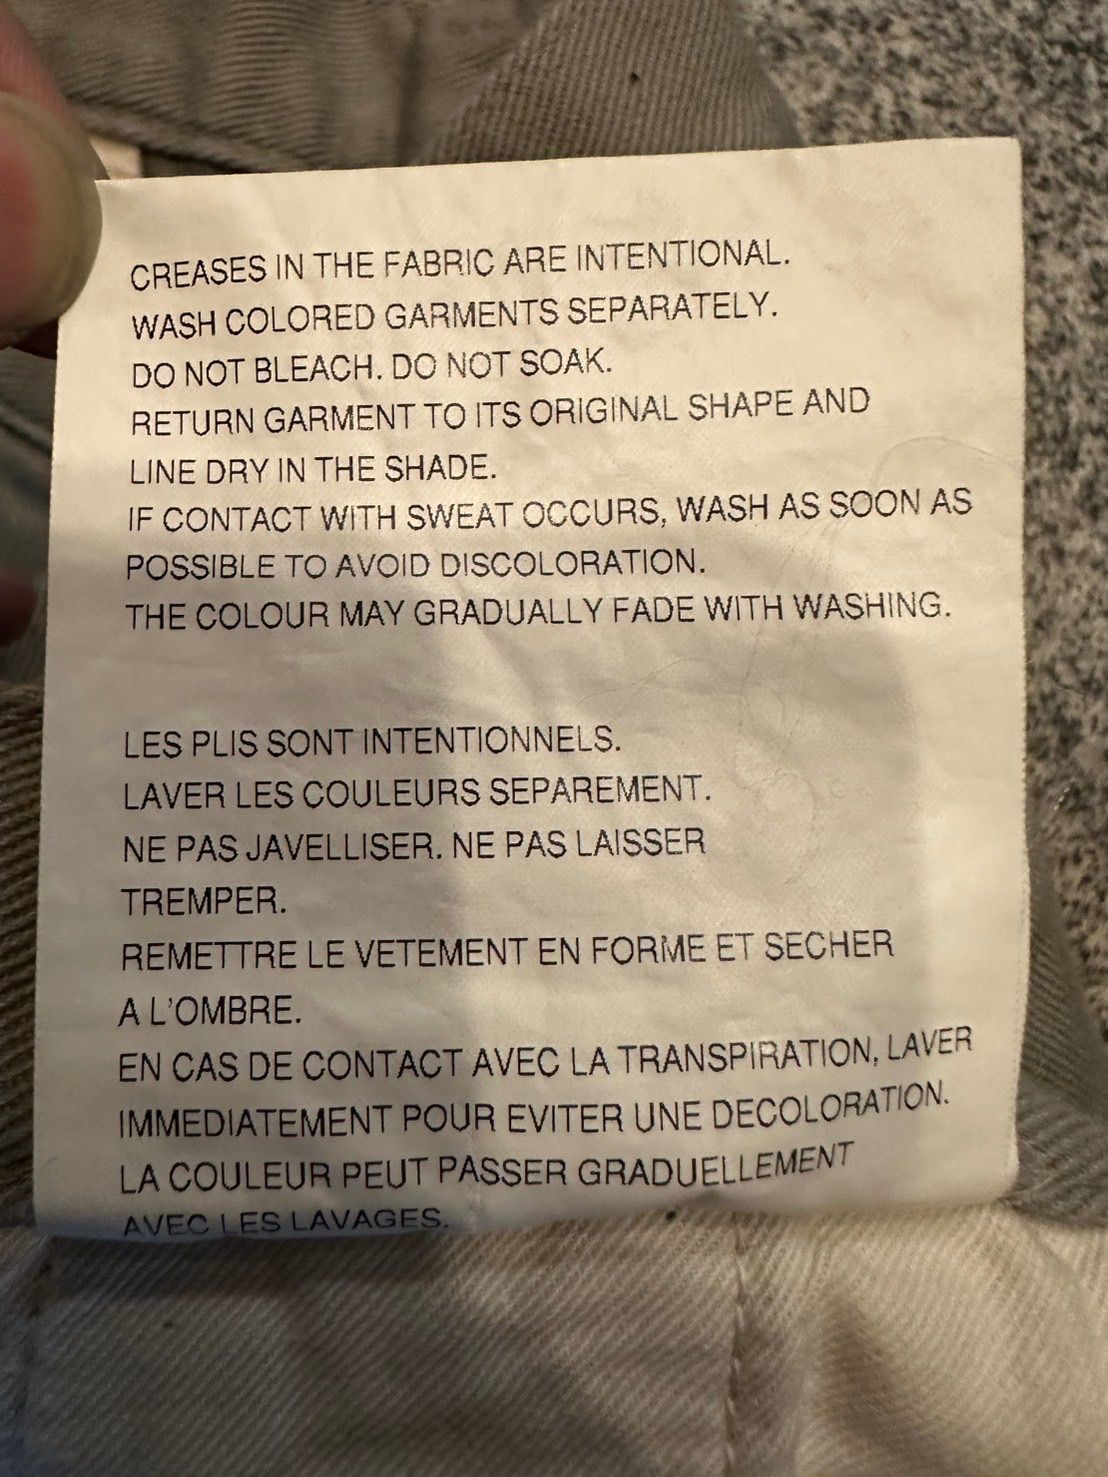 CREASES IN THE FABRIC ARE INTENTIONAL.
WASH COLORED GARMENTS SEPARATELY.
DO NOT BLEACH. DO NOT SOAK.
RETURN GARMENT TO ITS ORIGINAL SHAPE AND
LINE DRY IN THE SHADE.
IF CONTACT WITH SWEAT OCCURS, WASH AS SOON AS
POSSIBLE TO AVOID DISCOLORATION.
THE COLOUR MAY GRADUALLY FADE WITH WASHING.
LES PLIS SONT INTENTIONNELS.
LAVER LES COULEURS SEPAREMENT.
NE PAS JAVELLISER. NE PAS LAISSER
TREMPER.
REMETTRE LE VETEMENT EN FORME ET SECHER
A L'OMBRE.
EN CAS DE CONTACT AVEC LA TRANSPIRATION, LAVER
IMMEDIATEMENT POUR EVITER UNE DECOLORATION.
LA COULEUR PEUT PASSER GRADUELLEMENT
AVEC LES LAVAGES.